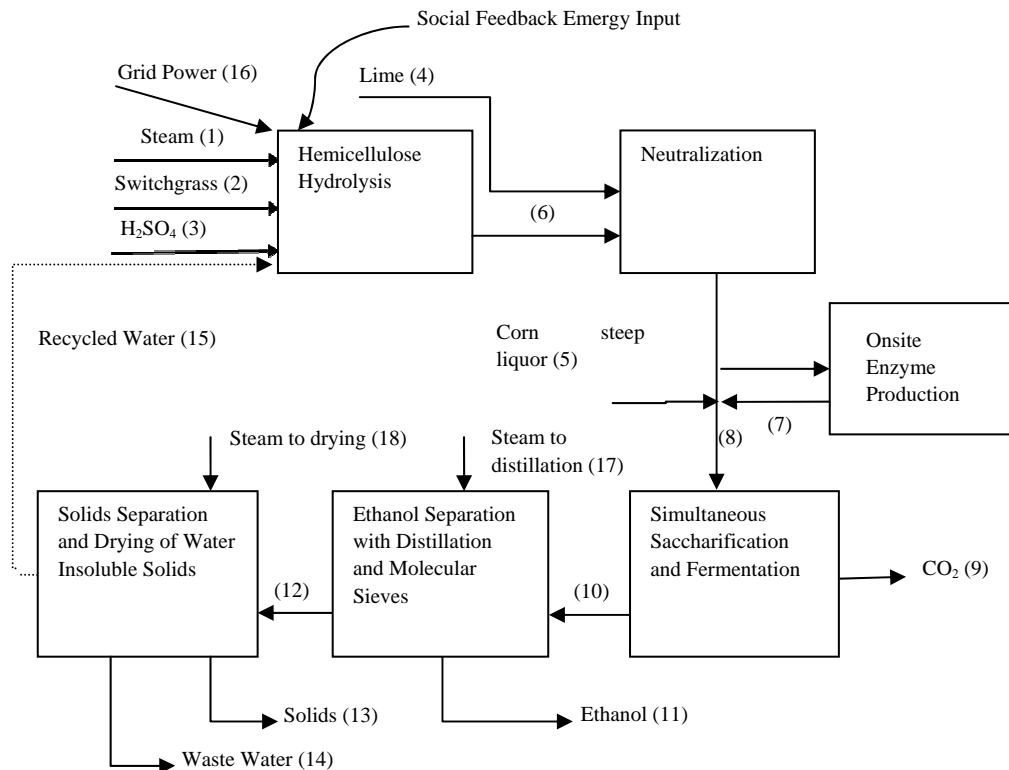 Social Feedback Emergy Input
Grid Power (16)
Lime (4)
Steam (1)
Switchgrass (2)
H₂SO₄ (3)
Hemicellulose
Hydrolysis
(6)
Neutralization
Recycled Water (15)
Corn steep
liquor (5)
Onsite
Enzyme
Production
(7)
(8)
Steam to drying (18)
Steam to
distillation (17)
Solids Separation
and Drying of Water
Insoluble Solids
(12)
Ethanol Separation
with Distillation
and Molecular
Sieves
(10)
Simultaneous
Saccharification
and Fermentation
CO₂ (9)
Solids (13)
Ethanol (11)
Waste Water (14)